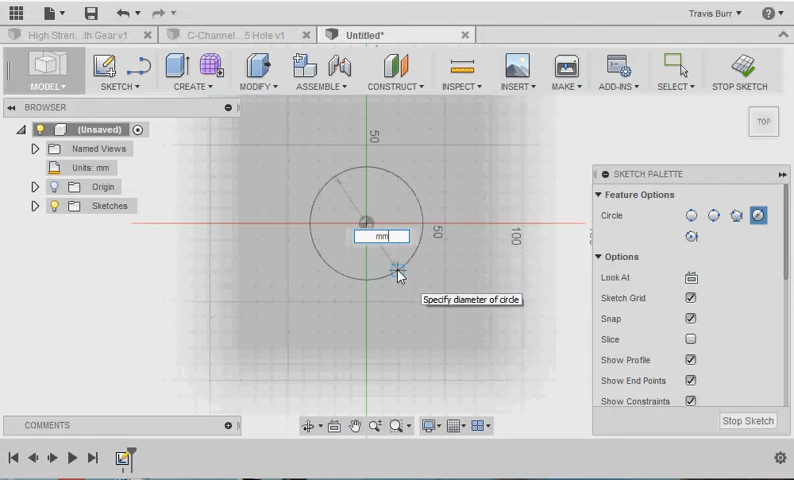 Travis Burr
High Stren...th Gear v1
C-Channel...5 Hole v1
Untitled*
MODEL
SKETCH
CREATE
MODIFY
ASSEMBLE
CONSTRUCT
INSPECT
INSERT
MAKE
ADD-INS
SELECT
STOP SKETCH
BROWSER
(Unsaved)
Named Views
Units: mm
Origin
Sketches
50
TOP
50
100
mm
Specify diameter of circle
SKETCH PALETTE
Feature Options
Circle
Options
Look At
Sketch Grid
Snap
Slice
Show Profile
Show End Points
Show Constraints
Stop Sketch
COMMENTS